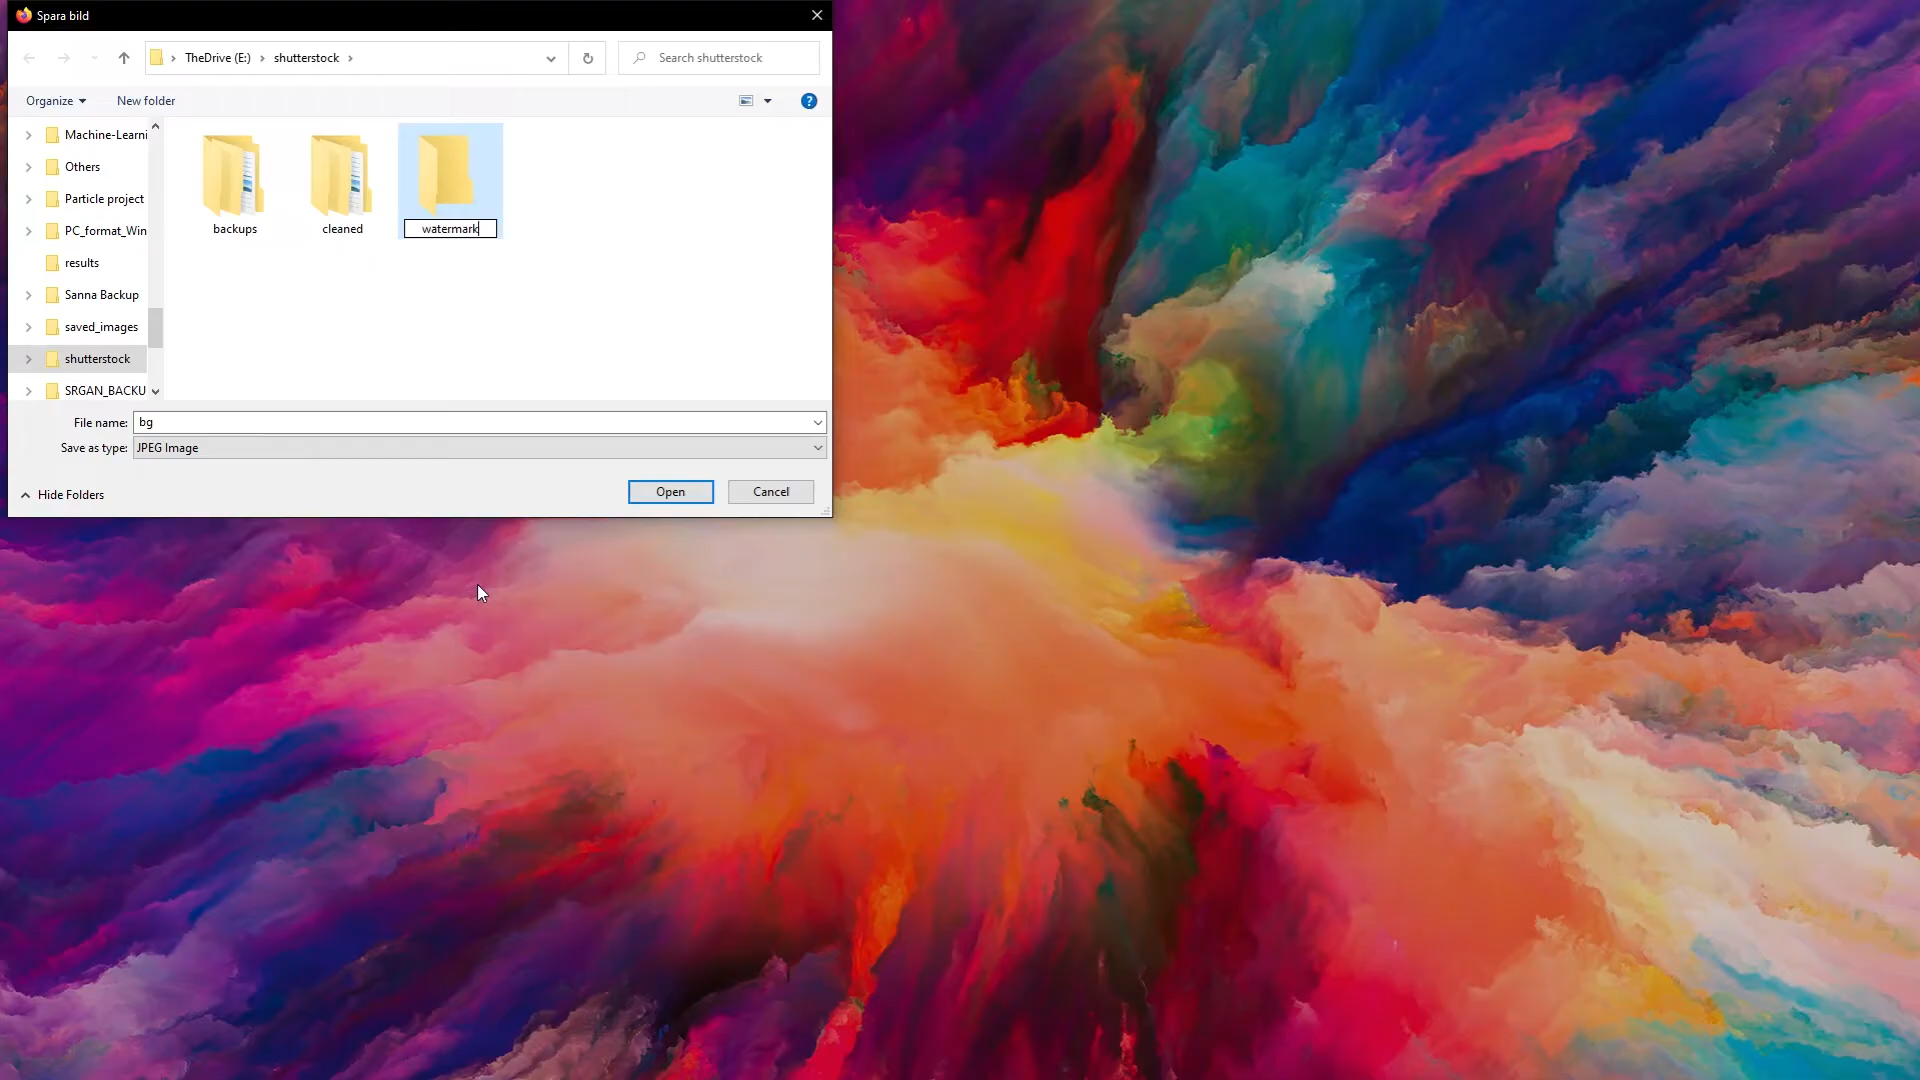 Spara bild
TheDrive (E:)
shutterstock
Search shutterstock
Organize
New folder
?
Machine-Learni
Others
Particle project
PC_format_Win
results
Sanna Backup
saved_images
shutterstock
SRGAN_BACKU
backups
cleaned
watermark
File name:
bg
Save as type:
JPEG Image
Hide Folders
Open
Cancel